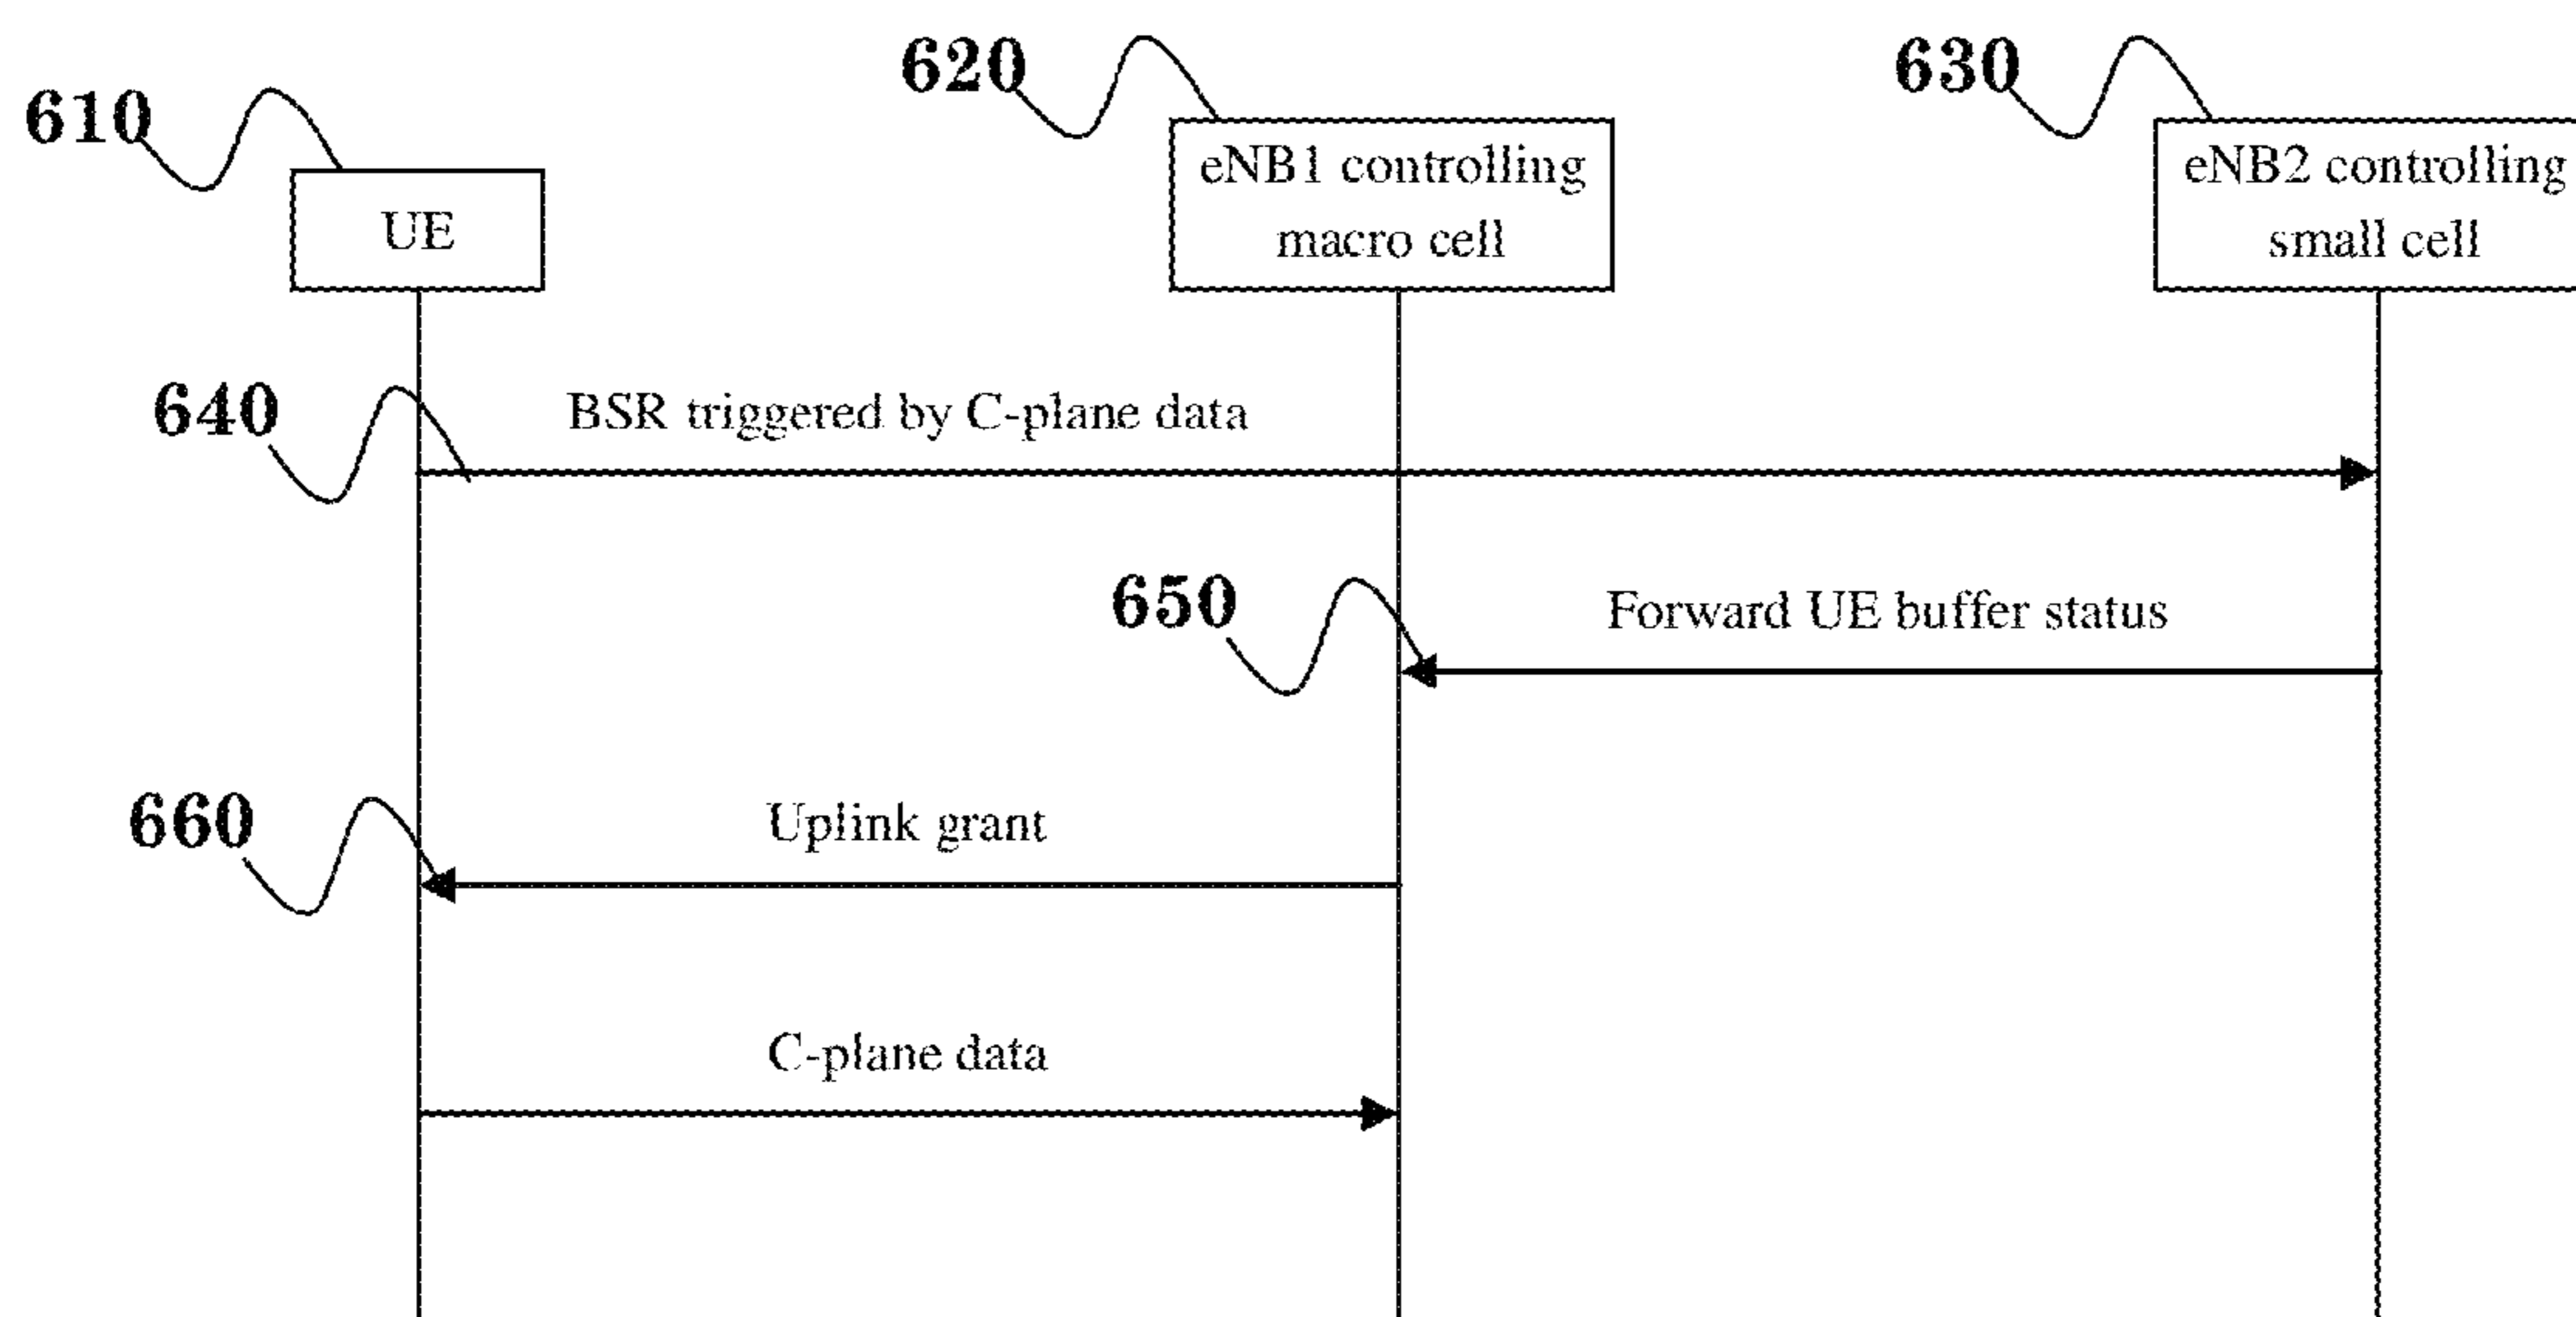 620
630
610
eNB1 controlling
macro cell
eNB2 controlling
small cell
UE
640
BSR triggered by C-plane data
650
Forward UE buffer status
660
Uplink grant
C-plane data